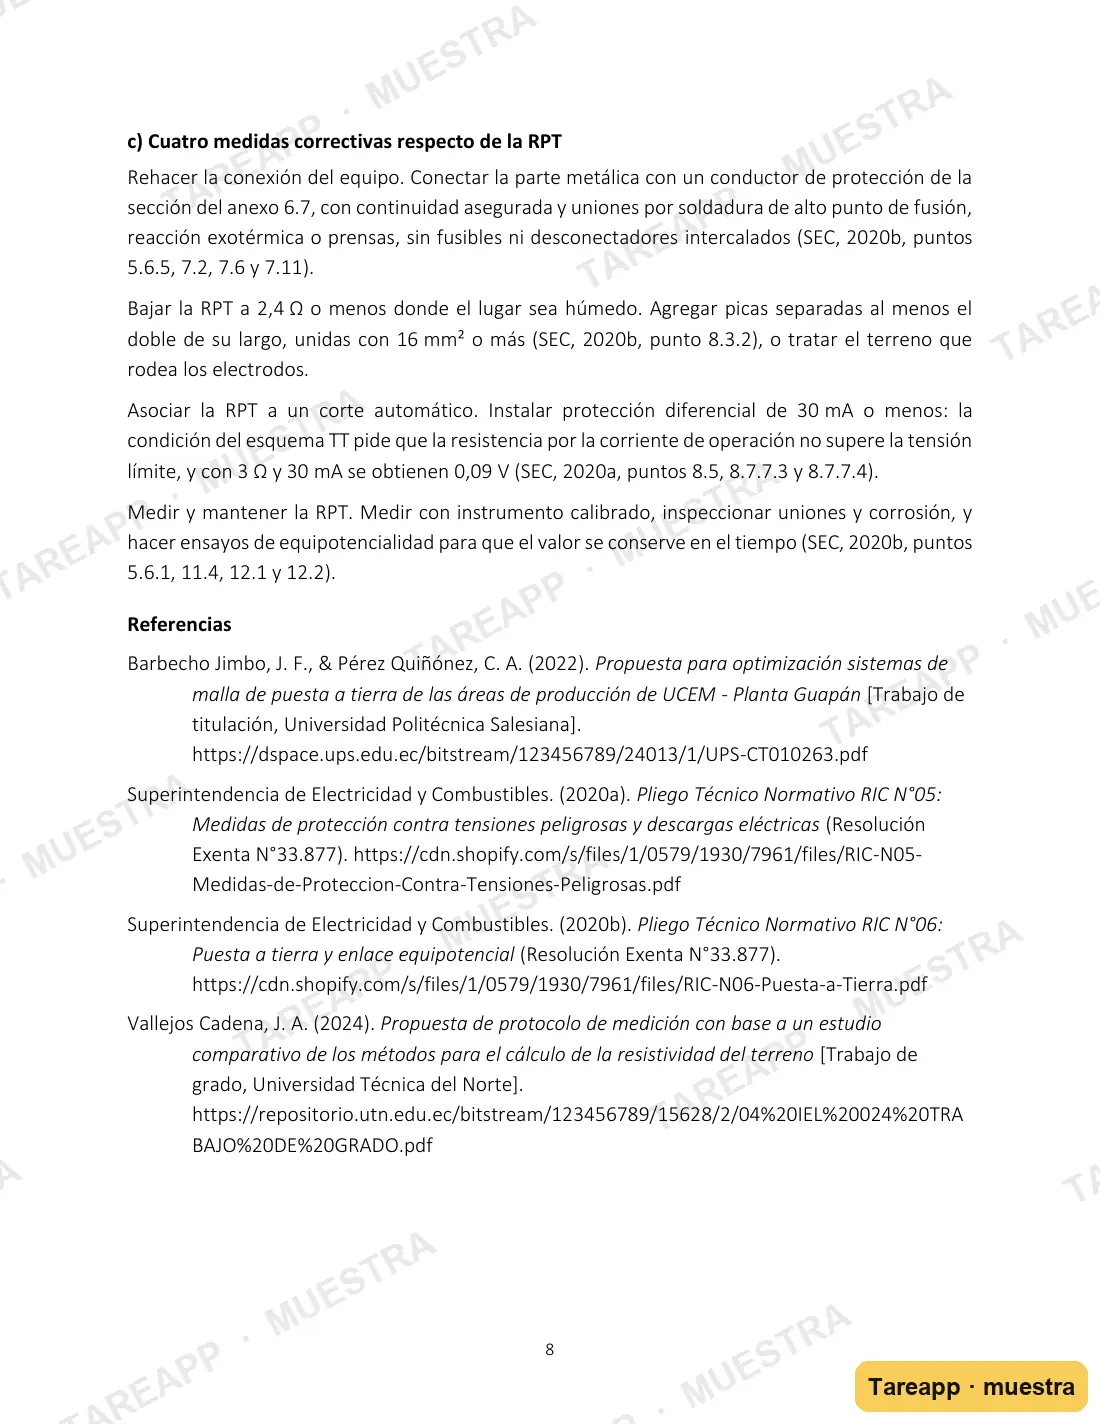 c) Cuatro medidas correctivas respecto de la RPT
Rehacer la conexión del equipo. Conectar la parte metálica con un conductor de protección de la
sección del anexo 6.7, con continuidad asegurada y uniones por soldadura de alto punto de fusión,
reacción exotérmica o prensas, sin fusibles ni desconectadores intercalados (SEC, 2020b, puntos
5.6.5, 7.2, 7.6 y 7.11).
Bajar la RPT a 2,4 Ω o menos donde el lugar sea húmedo. Agregar picas separadas al menos el
doble de su largo, unidas con 16 mm² o más (SEC, 2020b, punto 8.3.2), o tratar el terreno que
rodea los electrodos.
Asociar la RPT a un corte automático. Instalar protección diferencial de 30 mA o menos: la
condición del esquema TT pide que la resistencia por la corriente de operación no supere la tensión
límite, y con 3 Ω y 30 mA se obtienen 0,09 V (SEC, 2020a, puntos 8.5, 8.7.7.3 y 8.7.7.4).
Medir y mantener la RPT. Medir con instrumento calibrado, inspeccionar uniones y corrosión, y
hacer ensayos de equipotencialidad para que el valor se conserve en el tiempo (SEC, 2020b, puntos
5.6.1, 11.4, 12.1 y 12.2).
Referencias
Barbecho Jimbo, J. F., & Pérez Quiñónez, C. A. (2022). Propuesta para optimización sistemas de
malla de puesta a tierra de las áreas de producción de UCEM - Planta Guapán [Trabajo de
titulación, Universidad Politécnica Salesiana].
https://dspace.ups.edu.ec/bitstream/123456789/24013/1/UPS-CT010263.pdf
Superintendencia de Electricidad y Combustibles. (2020a). Pliego Técnico Normativo RIC N°05:
Medidas de protección contra tensiones peligrosas y descargas eléctricas (Resolución
Exenta N°33.877). https://cdn.shopify.com/s/files/1/0579/1930/7961/files/RIC-N05-
Medidas-de-Proteccion-Contra-Tensiones-Peligrosas.pdf
Superintendencia de Electricidad y Combustibles. (2020b). Pliego Técnico Normativo RIC N°06:
Puesta a tierra y enlace equipotencial (Resolución Exenta N°33.877).
https://cdn.shopify.com/s/files/1/0579/1930/7961/files/RIC-N06-Puesta-a-Tierra.pdf
Vallejos Cadena, J. A. (2024). Propuesta de protocolo de medición con base a un estudio
comparativo de los métodos para el cálculo de la resistividad del terreno [Trabajo de
grado, Universidad Técnica del Norte].
https://repositorio.utn.edu.ec/bitstream/123456789/15628/2/04%20IEL%20024%20TRA
BAJO%20DE%20GRADO.pdf
8
Tareapp · muestra
TAREAPP · MUESTRA